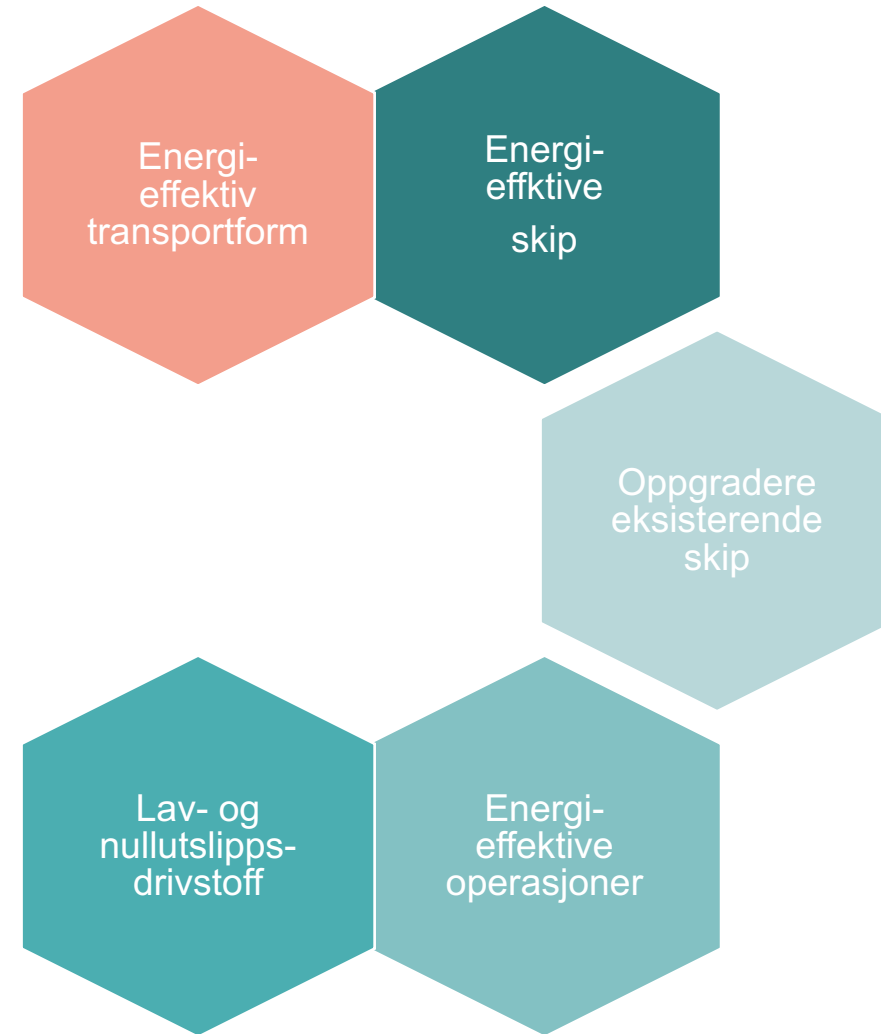 Energi-
effektiv
transportform
Energi-
effktive
skip
Oppgradere
eksisterende
skip
Lav- og
nullutslipps-
drivstoff
Energi-
effektive
operasjoner